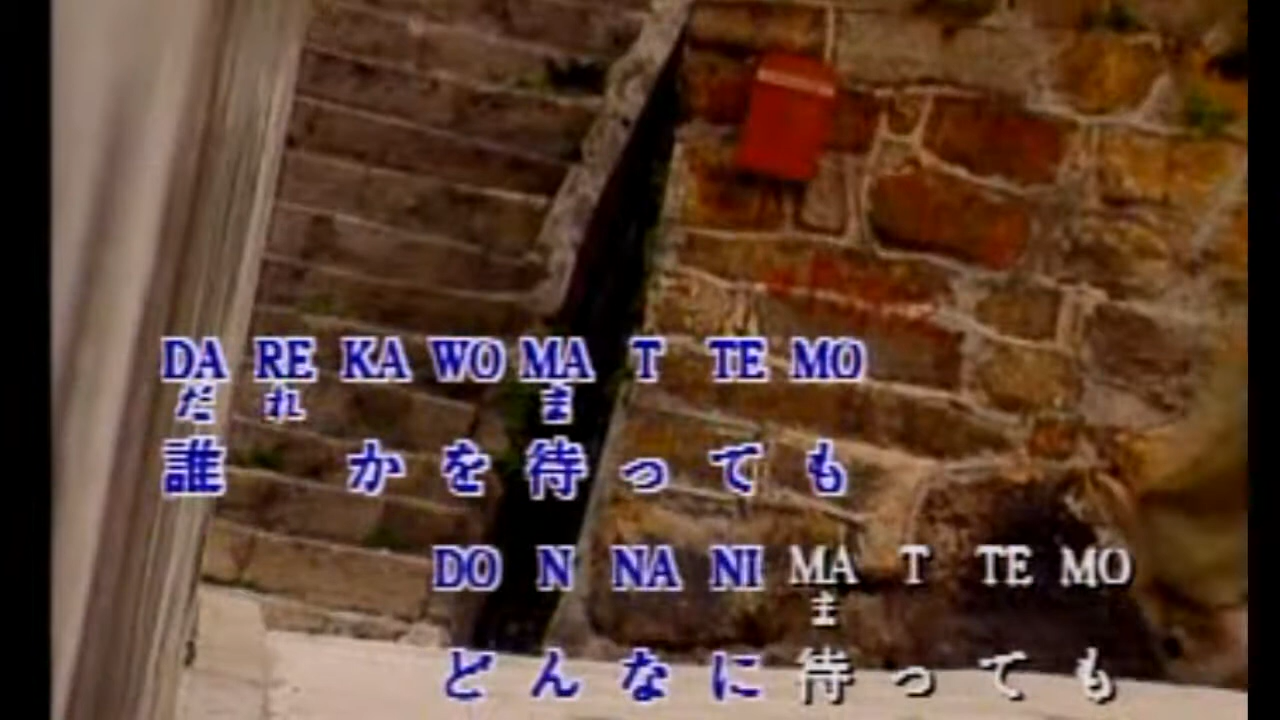 DA RE KA WO MA T TE MO
だ れ ま
誰 か を 待 っ て も
DO N NA NI MA T TE MO
ま
ど ん な に 待 っ て も